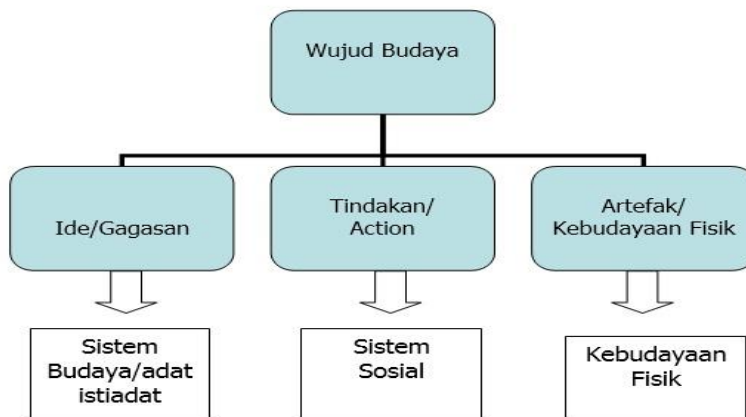 Wujud Budaya
Ide/Gagasan
Tindakan/
Action
Artefak/
Kebudayaan Fisik
Sistem
Budaya/adat
istiadat
Sistem
Sosial
Kebudayaan
Fisik